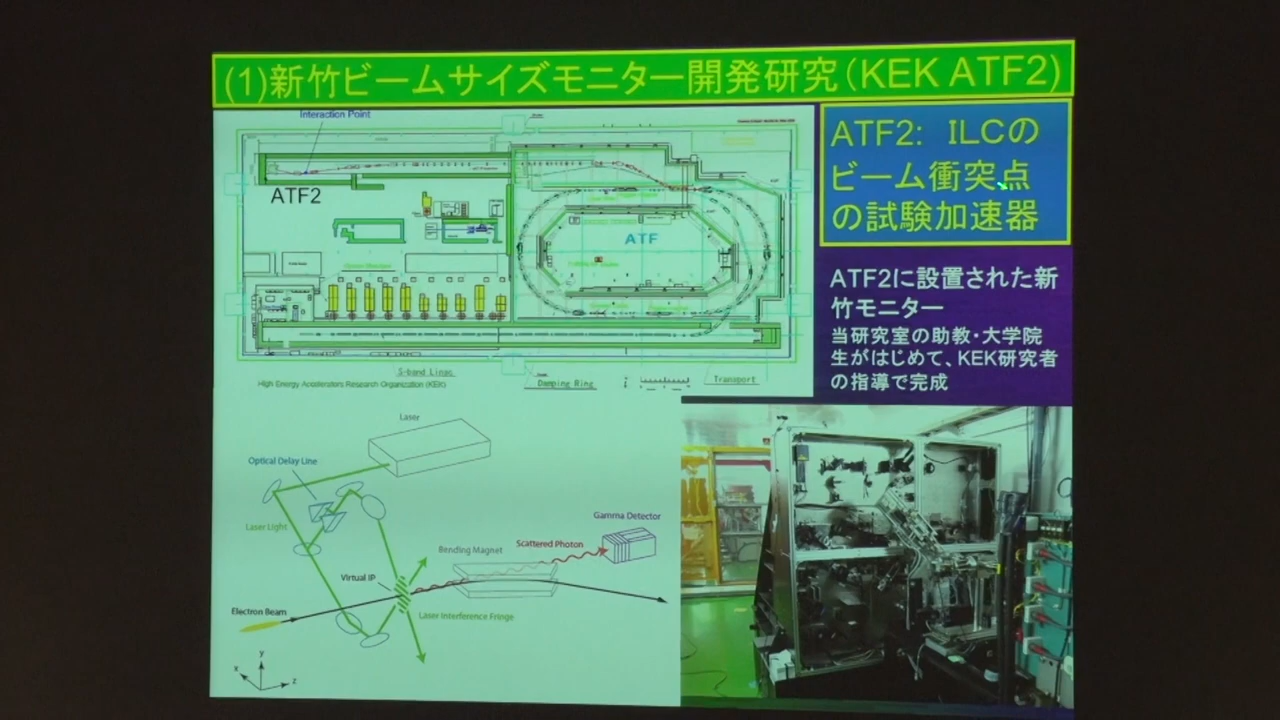 (1)新竹ビームサイズモニター開発研究(KEK ATF2)
Interaction Point
ATF2
ATF
S-band Linac
High Energy Accelerators Research Organization (KEK)
Damping Ring
Transport
ATF2: ILCの
ビーム衝突点
の試験加速器
ATF2に設置された新
竹モニター
当研究室の助教・大学院
生がはじめて、KEK研究者
の指導で完成
Laser
Optical Delay Line
Laser Light
Gamma Detector
Scattered Photon
Bending Magnet
Virtual IP
Electron Beam
Laser Interference Fringe
y
x
z